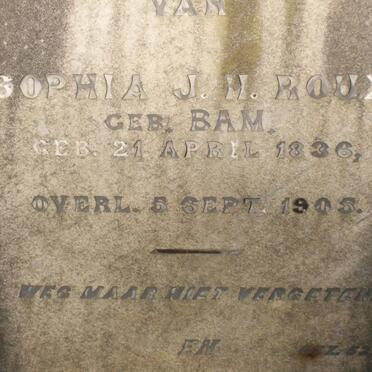 VAN
SOPHIA J. H. ROUX
GEB. BAM.
GEB. 21 APRIL 1836,
OVERL. 5 SEPT. 1905.
WEG MAAR NIET VERGETEN
EN